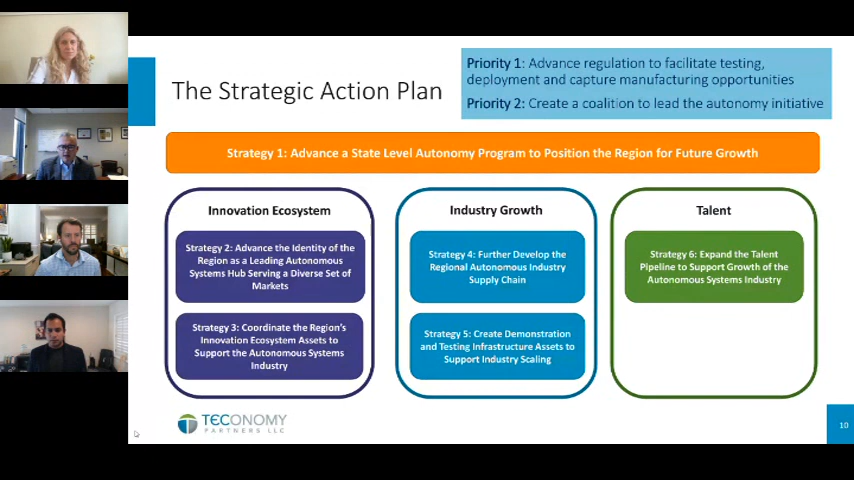 The Strategic Action Plan
Priority 1: Advance regulation to facilitate testing,
deployment and capture manufacturing opportunities
Priority 2: Create a coalition to lead the autonomy initiative
Strategy 1: Advance a State Level Autonomy Program to Position the Region for Future Growth
Innovation Ecosystem
Strategy 2: Advance the Identity of the
Region as a Leading Autonomous
Systems Hub Serving a Diverse Set of
Markets
Strategy 3: Coordinate the Region's
Innovation Ecosystem Assets to
Support the Autonomous Systems
Industry
Industry Growth
Strategy 4: Further Develop the
Regional Autonomous Industry
Supply Chain
Strategy 5: Create Demonstration
and Testing Infrastructure Assets to
Support Industry Scaling
Talent
Strategy 6: Expand the Talent
Pipeline to Support Growth of the
Autonomous Systems Industry
TECONOMY
PARTNERS LLC
10